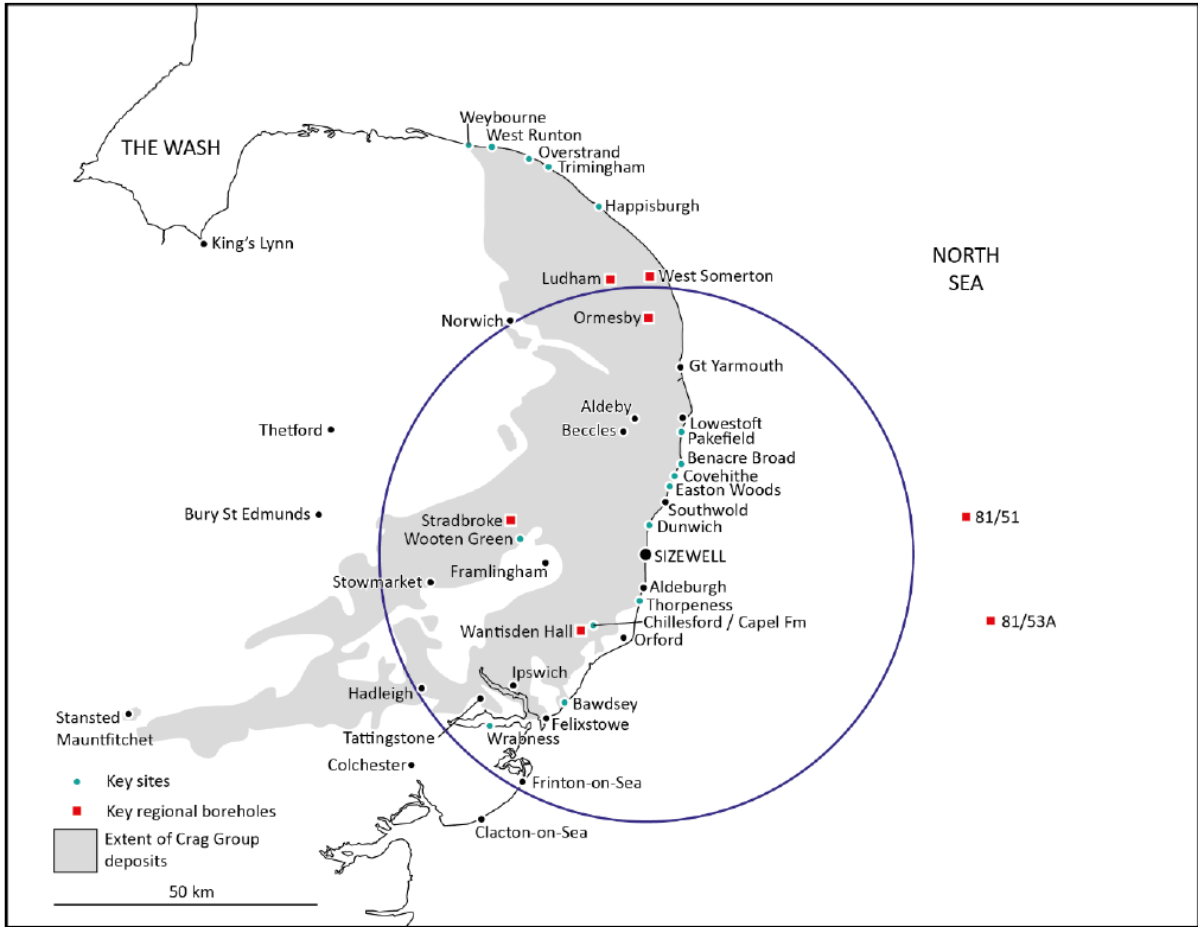 Weybourne
West Runton
THE WASH
Overstrand
Trimingham
Happisburgh
King's Lynn
NORTH
SEA
Ludham
West Somerton
Norwich
Ormesby
Gt Yarmouth
Aldeby
Lowestoft
Thetford
Beccles
Pakefield
Benacre Broad
Covehithe
Easton Woods
Bury St Edmunds
Stradbroke
Southwold
81/51
Wooten Green
Dunwich
SIZEWELL
Framlingham
Stowmarket
Aldeburgh
Thorpeness
Chillesford / Capel Fm
81/53A
Wantisden Hall
Orford
Ipswich
Hadleigh
Bawdsey
Stansted
Mauntfitchet
Felixstowe
Tattingstone
Wrabness
Colchester
Key sites
Frinton-on-Sea
Key regional boreholes
Clacton-on-Sea
Extent of Crag Group
deposits
50 km